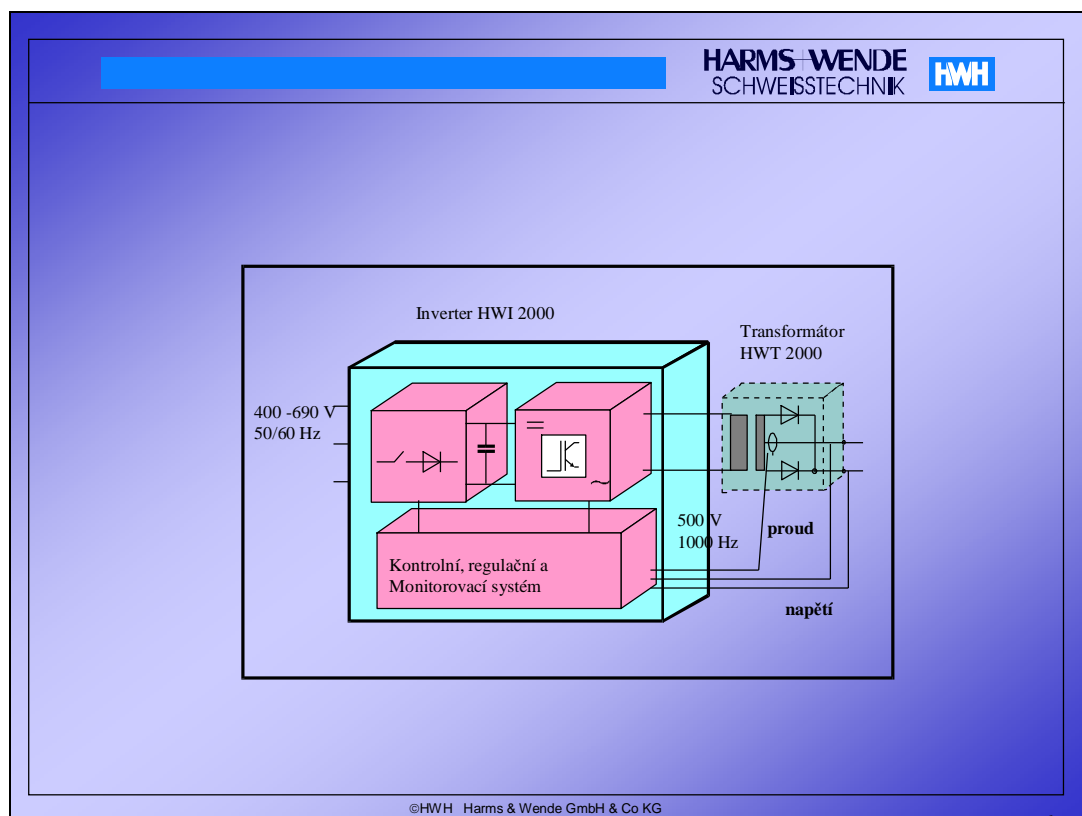 HARMS+WENDE
SCHWEISSTECHNIK
HWH
Inverter HWI 2000
Transformátor
HWT 2000
400 -690 V
50/60 Hz
500 V
1000 Hz
proud
Kontrolní, regulační a
Monitorovací systém
napětí
©HWH Harms & Wende GmbH & Co KG